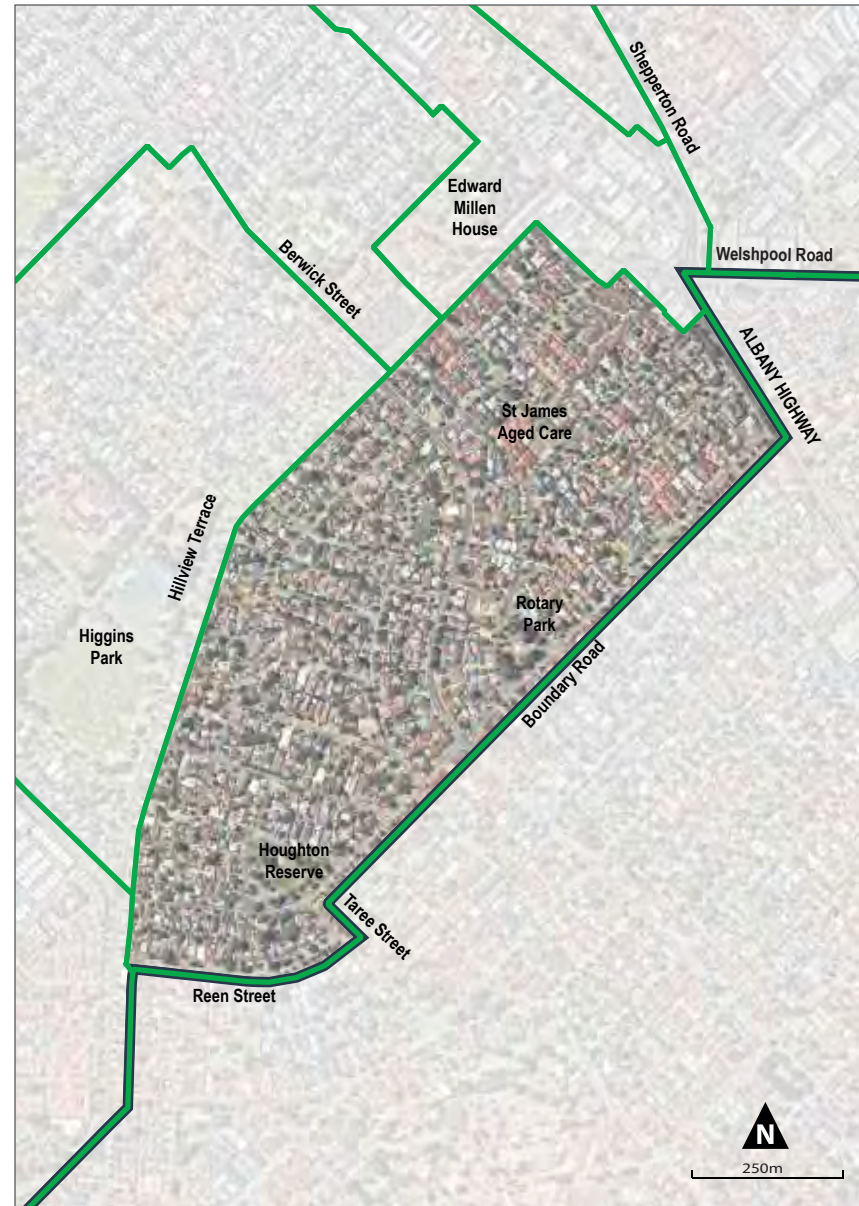 Shepperton Road
Edward
Millen
House
Welshpool Road
Berwick Street
ALBANY HIGHWAY
St James
Aged Care
Hillview Terrace
Rotary
Park
Higgins
Park
Boundary Road
Houghton
Reserve
Taree Street
Reen Street
N
250m